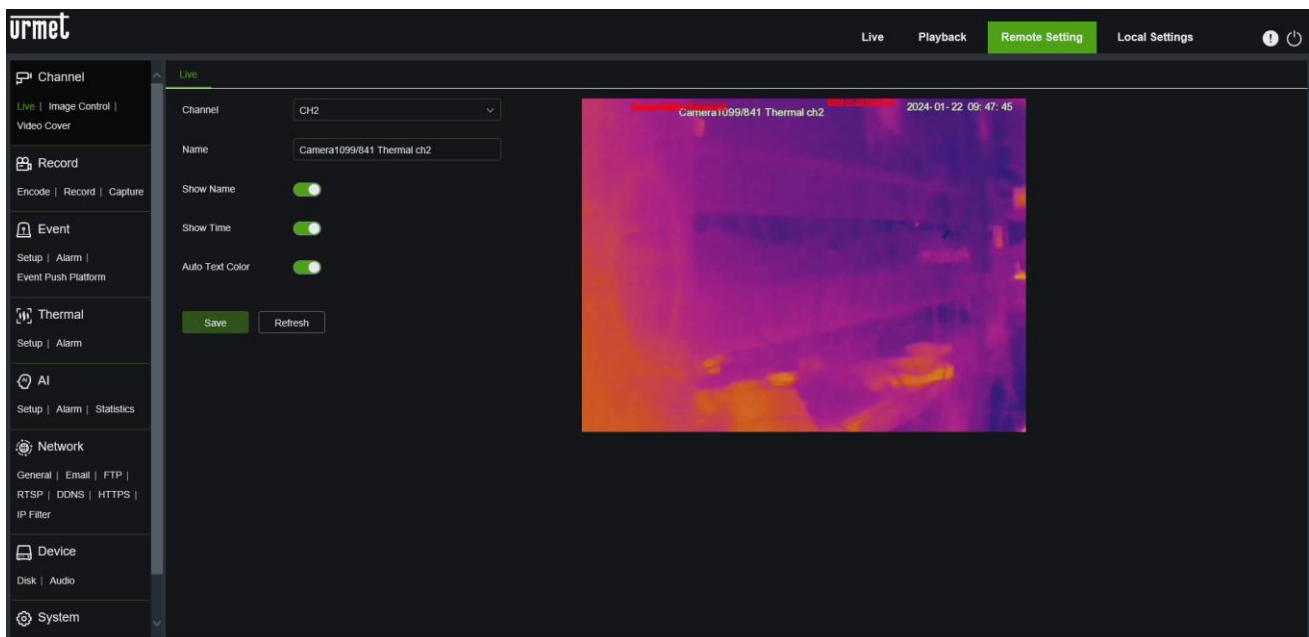 urmet
Live Playback Remote Setting Local Settings
Channel
Live | Image Control |
Video Cover
Record
Encode | Record | Capture
Event
Setup | Alarm |
Event Push Platform
Thermal
Setup | Alarm
AI
Setup | Alarm | Statistics
Network
General | Email | FTP |
RTSP | DDNS | HTTPS |
IP Filter
Device
Disk | Audio
System
Live
Channel CH2
Name Camera1099/841 Thermal ch2
Show Name
Show Time
Auto Text Color
Save Refresh
Camera1099/841 Thermal ch2 2024-01-22 09:47:45